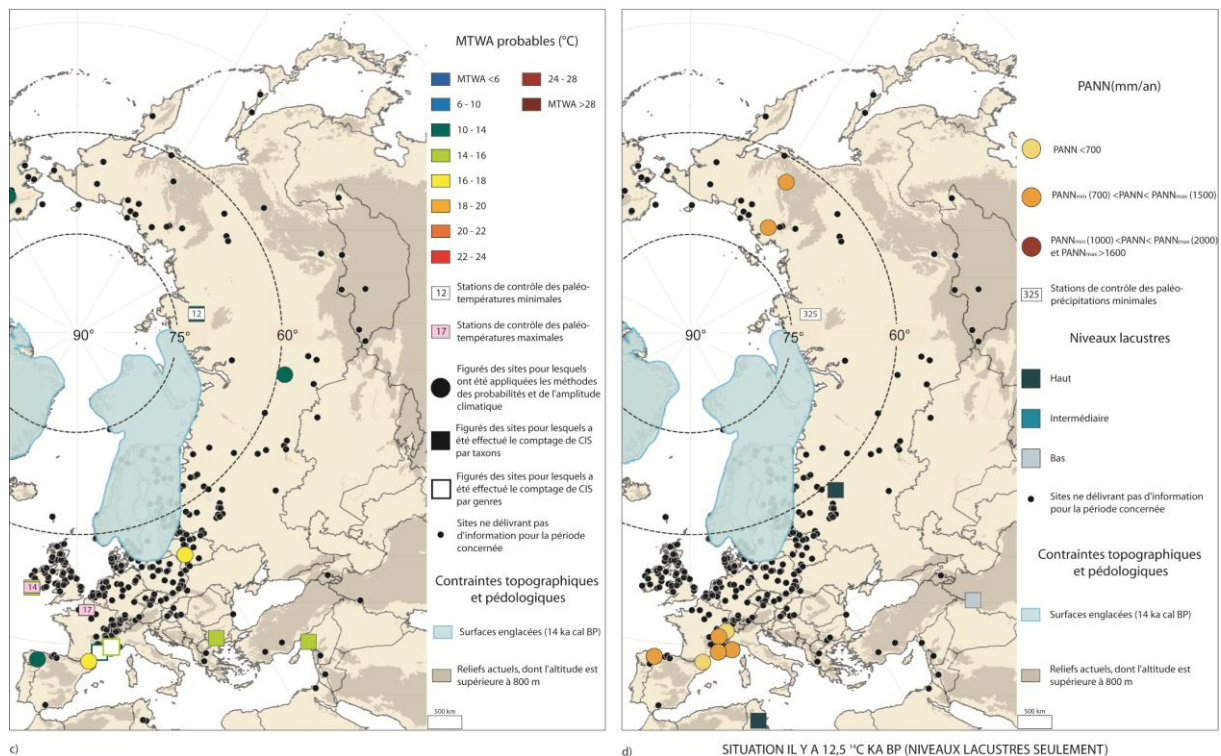 MTWA probables (°C)
MTWA <6
24 - 28
6 - 10
MTWA >28
10 - 14
14 - 16
16 - 18
18 - 20
20 - 22
22 - 24
12
Stations de contrôle des paléo-
températures minimales
17
Stations de contrôle des paléo-
températures maximales
Figurés des sites pour lesquels
ont été appliquées les méthodes
des probabilités et de l'amplitude
climatique
Figurés des sites pour lesquels a
été effectué le comptage de CIS
par taxons
Figurés des sites pour lesquels a
été effectué le comptage de CIS
par genres
Sites ne délivrant pas
d'information pour la période
concernée
Contraintes topographiques
et pédologiques
Surfaces englacées (14 ka cal BP)
Reliefs actuels, dont l'altitude est
supérieure à 800 m
500 km
12
90°
75°
60°
14
17
c)
PANN(mm/an)
PANN <700
PANNmin (700) <PANN< PANNmax (1500)
PANNmin (1000) <PANN< PANNmax (2000)
et PANNmax >1600
325
Stations de contrôle des paléo-
précipitations minimales
Niveaux lacustres
Haut
Intermédiaire
Bas
Sites ne délivrant pas d'information
pour la période concernée
Contraintes topographiques
et pédologiques
Surfaces englacées (14 ka cal BP)
Reliefs actuels, dont l'altitude est
supérieure à 800 m
500 km
325
90°
75°
60°
d)
SITUATION IL Y A 12,5 ¹⁴C KA BP (NIVEAUX LACUSTRES SEULEMENT)